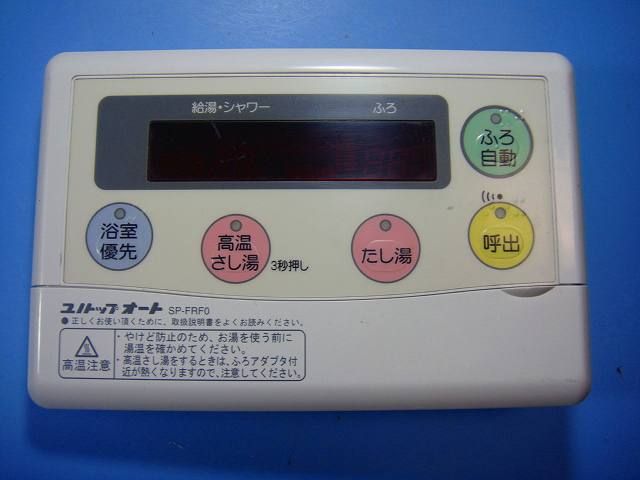 給湯・シャワー ふろ
ふろ
自動
浴室
優先
高温
さし湯
3秒押し
たし湯
呼出
ユノトップオート SP-FRF0
●正しくお使い頂くために、取扱説明書をよくお読みください。
高温注意
・やけど防止のため、お湯を使う前に
湯温を確かめてください。
・高温さし湯をするときは、ふろアダプタ付
近が熱くなりますので、注意してください。